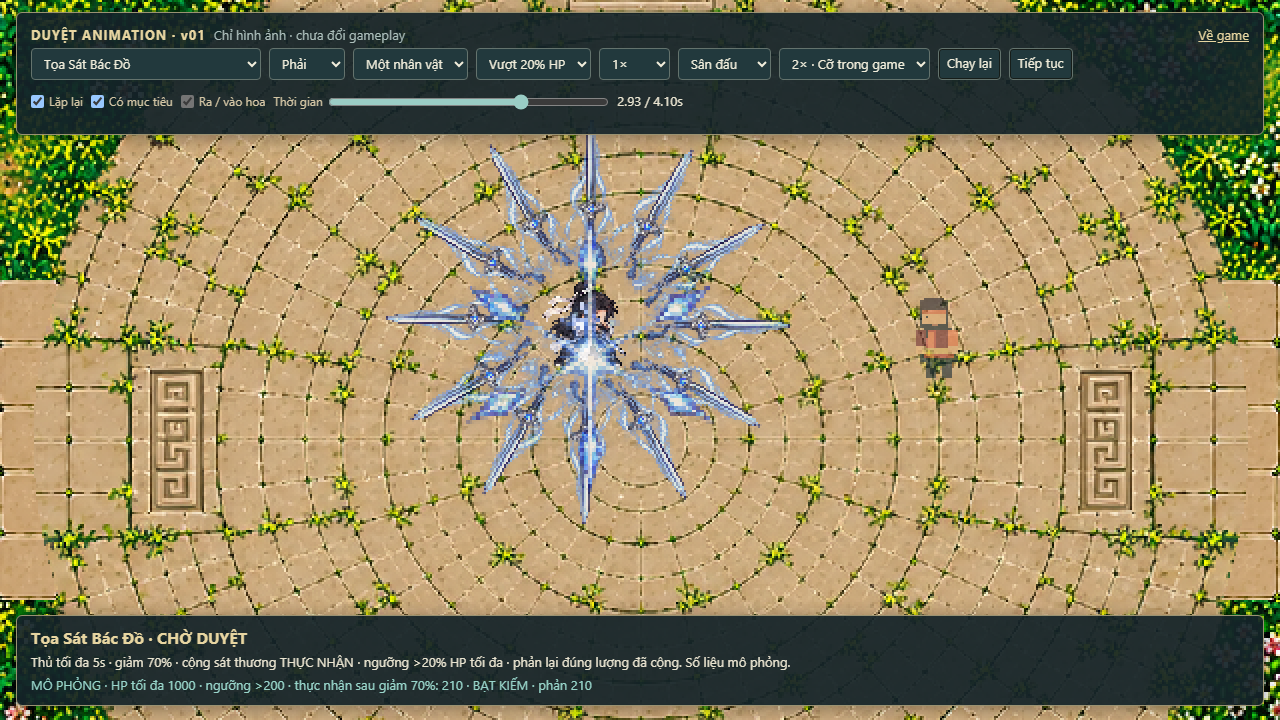 DUYỆT ANIMATION · v01 Chỉ hình ảnh · chưa đổi gameplay Về game
Tọa Sát Bác Đồ Phải Một nhân vật Vượt 20% HP 1× Sân đấu 2× · Cỡ trong game Chạy lại Tiếp tục
Lặp lại Có mục tiêu Ra / vào hoa Thời gian 2.93 / 4.10s
Tọa Sát Bác Đồ · CHỜ DUYỆT
Thủ tối đa 5s · giảm 70% · cộng sát thương THỰC NHẬN · ngưỡng >20% HP tối đa · phản lại đúng lượng đã cộng. Số liệu mô phỏng.
MÔ PHỎNG · HP tối đa 1000 · ngưỡng >200 · thực nhận sau giảm 70%: 210 · BẠT KIẾM · phản 210